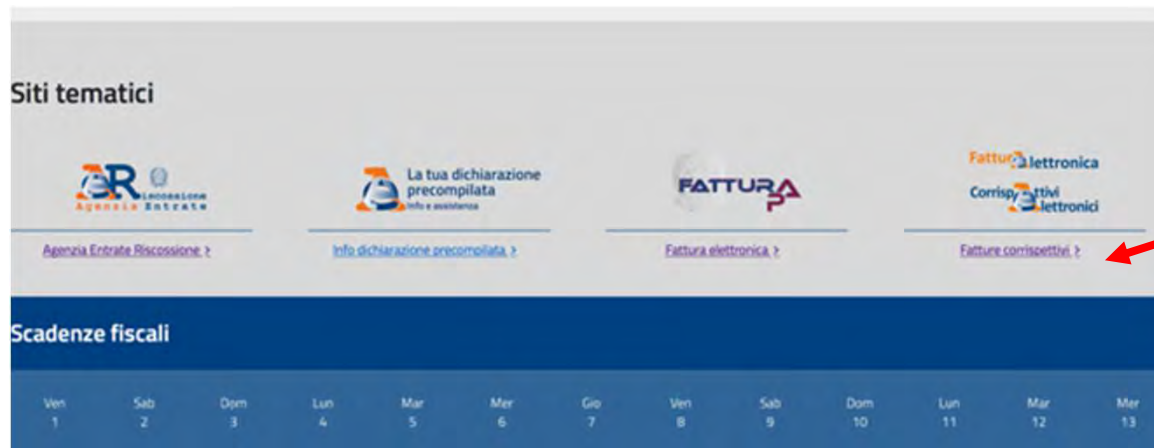 Siti tematici
AeR Riscossione
Agenzia Entrate
La tua dichiarazione
precompilata
Info e assistenza
FATTURA
PA
Fattura elettronica
Corrispettivi
elettronici
Agenzia Entrate Riscossione >
Info dichiarazione precompilata >
Fattura elettronica >
Fatture corrispettivi >
Scadenze fiscali
Ven Sab Dom Lun Mar Mer Gio Ven Sab Dom Lun Mar Mer
1 2 3 4 5 6 7 8 9 10 11 12 13